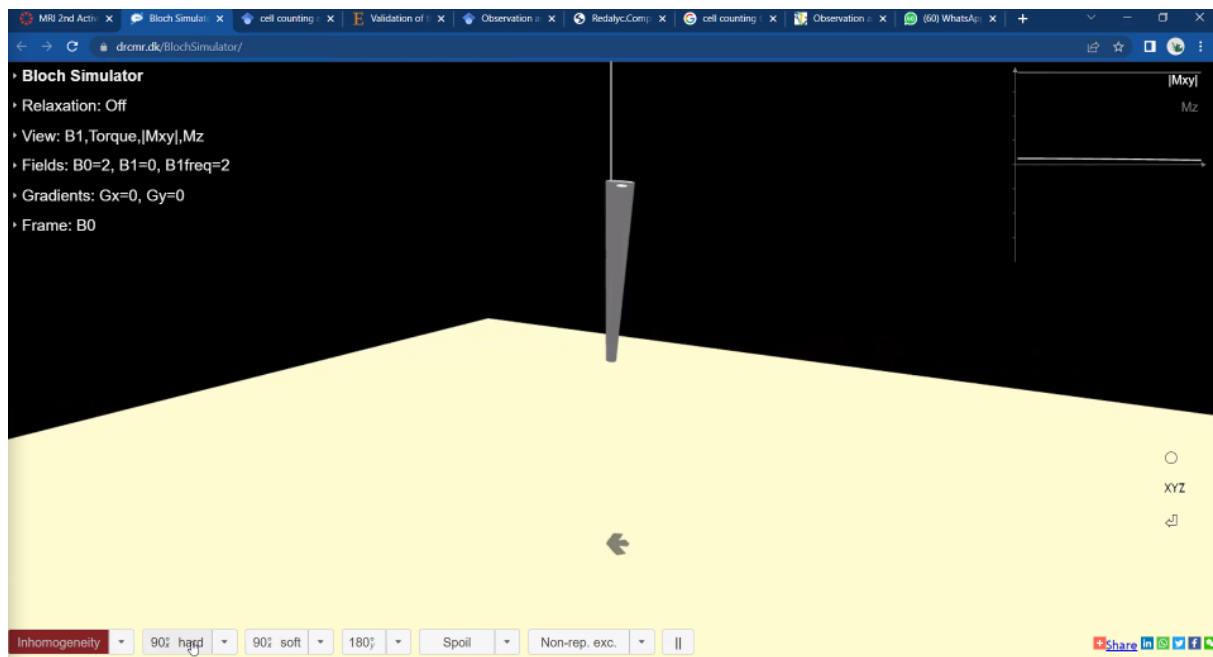 MRI 2nd Activ
Bloch Simulat
cell counting
Validation of
Observation a
Redalyc.Comp
cell counting
Observation a
(60) WhatsAp
drcmr.dk/BlochSimulator/
Bloch Simulator
Relaxation: Off
View: B1,Torque,|Mxy|,Mz
Fields: B0=2, B1=0, B1freq=2
Gradients: Gx=0, Gy=0
Frame: B0
|Mxy|
Mz
XYZ
Inhomogeneity
90°ₓ hard
90°ₓ soft
180°ᵧ
Spoil
Non-rep. exc.
||
Share